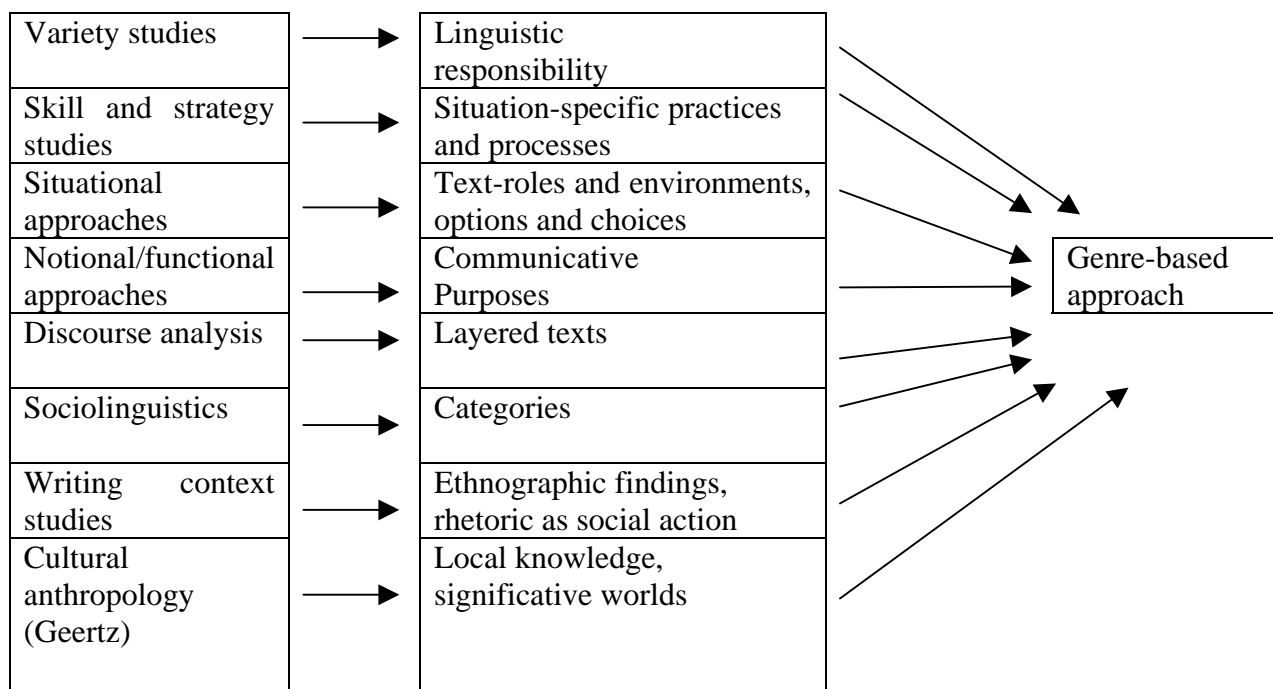 Variety studies
Linguistic
responsibility
Skill and strategy
studies
Situation-specific practices
and processes
Situational
approaches
Text-roles and environments,
options and choices
Notional/functional
approaches
Communicative
Purposes
Discourse analysis
Layered texts
Sociolinguistics
Categories
Writing context
studies
Ethnographic findings,
rhetoric as social action
Cultural
anthropology
(Geertz)
Local knowledge,
significative worlds
Genre-based
approach